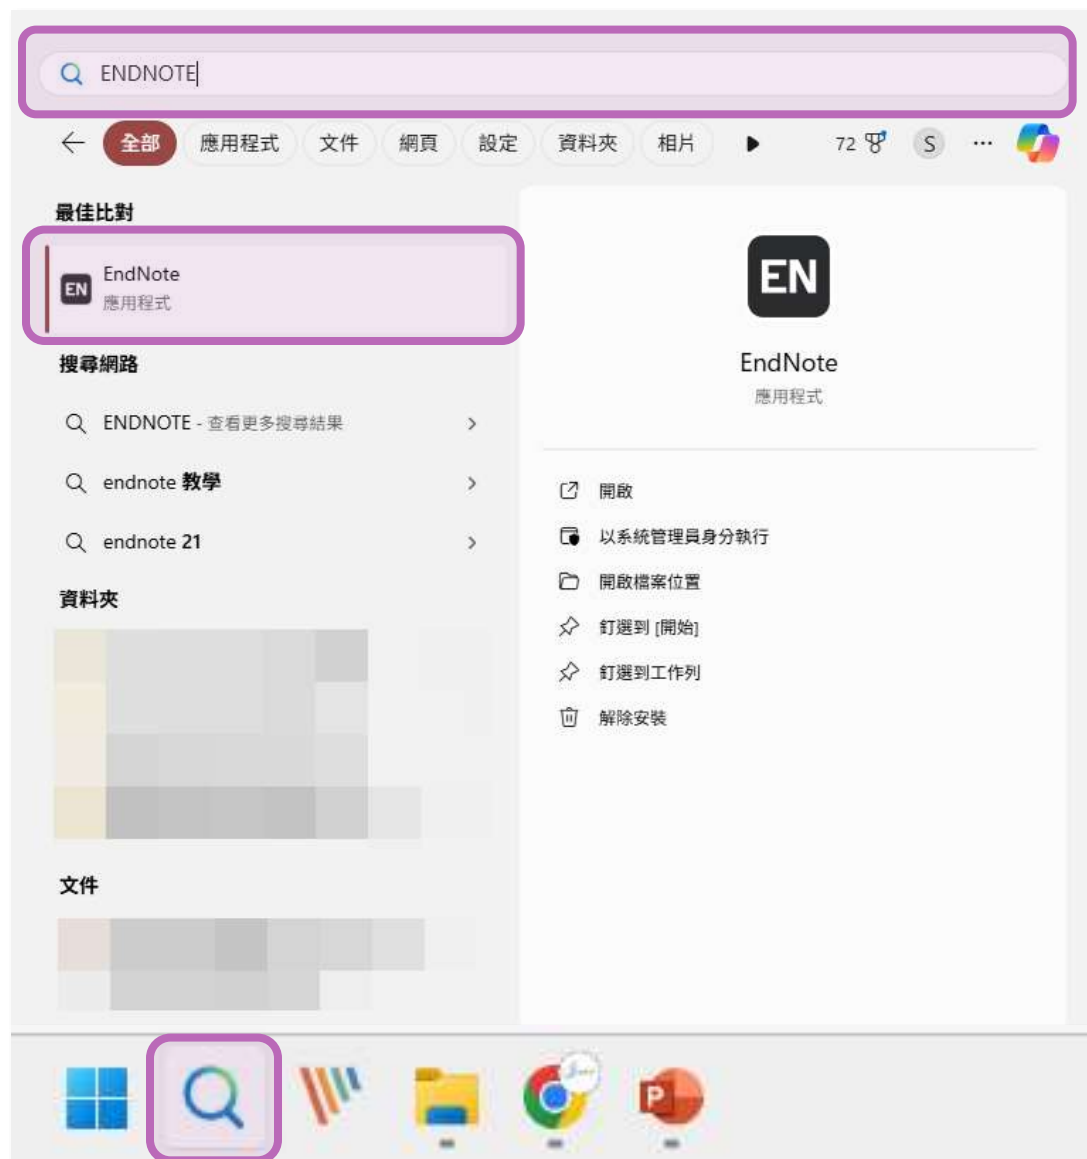 ENDNOTE
全部 應用程式 文件 網頁 設定 資料夾 相片 72 S ...
最佳比對
EN EndNote
應用程式
搜尋網路
ENDNOTE - 查看更多搜尋結果
endnote 教學
endnote 21
資料夾
文件
EN
EndNote
應用程式
開啟
以系統管理員身分執行
開啟檔案位置
釘選到 [開始]
釘選到工作列
解除安裝
P